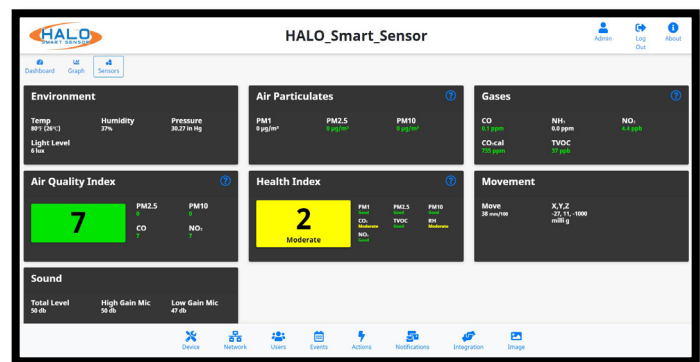 HALO
SMART SENSOR
HALO_Smart_Sensor
Admin
Log Out
About
Dashboard
Graph
Sensors
Environment
Temp Humidity Pressure
80°F (26°C) 37% 30.27 in Hg
Light Level
6 lux
Air Particulates
PM1 PM2.5 PM10
0 µg/m³ 0 µg/m³ 0 µg/m³
Gases
CO NH₃ NO₂
0.1 ppm 0.0 ppm 4.4 ppb
CO₂cal TVOC
735 ppm 37 ppb
Air Quality Index
7
PM2.5 PM10
0 0
CO NO₂
? ?
Health Index
2
Moderate
PM1 PM2.5 PM10
Good Good Good
CO₂ TVOC RH
Moderate Good Moderate
NO₂
Good
Movement
Move X,Y,Z
38 mm/100 -27, 11, -1000
milli g
Sound
Total Level High Gain Mic Low Gain Mic
50 db 50 db 47 db
Device Network Users Events Actions Notifications Integration Image